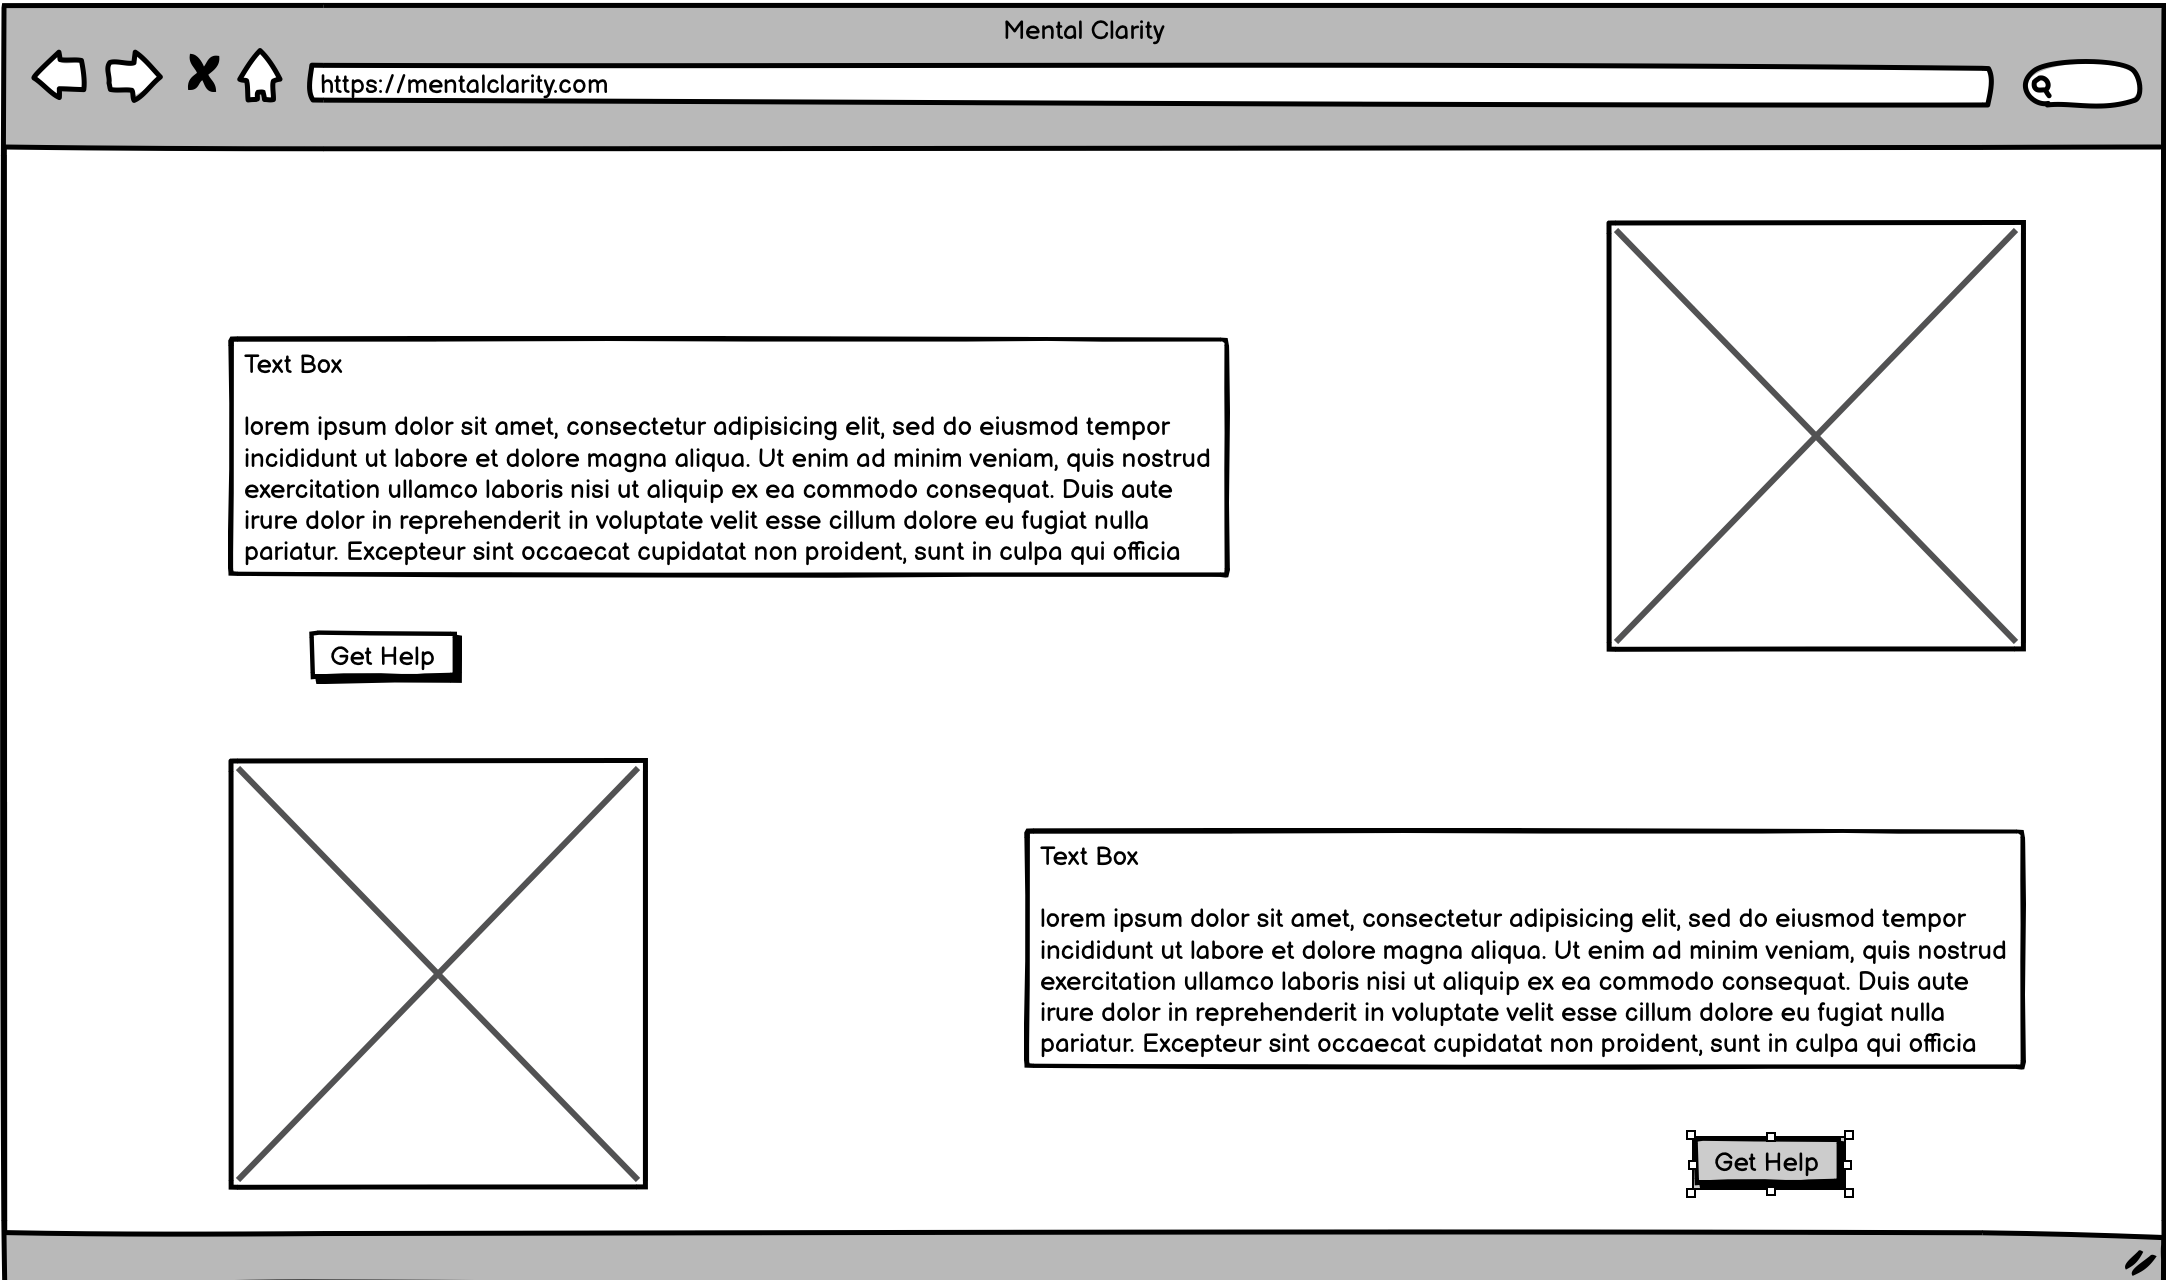 Mental Clarity
https://mentalclarity.com
Text Box
lorem ipsum dolor sit amet, consectetur adipisicing elit, sed do eiusmod tempor
incididunt ut labore et dolore magna aliqua. Ut enim ad minim veniam, quis nostrud
exercitation ullamco laboris nisi ut aliquip ex ea commodo consequat. Duis aute
irure dolor in reprehenderit in voluptate velit esse cillum dolore eu fugiat nulla
pariatur. Excepteur sint occaecat cupidatat non proident, sunt in culpa qui officia
Get Help
Text Box
lorem ipsum dolor sit amet, consectetur adipisicing elit, sed do eiusmod tempor
incididunt ut labore et dolore magna aliqua. Ut enim ad minim veniam, quis nostrud
exercitation ullamco laboris nisi ut aliquip ex ea commodo consequat. Duis aute
irure dolor in reprehenderit in voluptate velit esse cillum dolore eu fugiat nulla
pariatur. Excepteur sint occaecat cupidatat non proident, sunt in culpa qui officia
Get Help